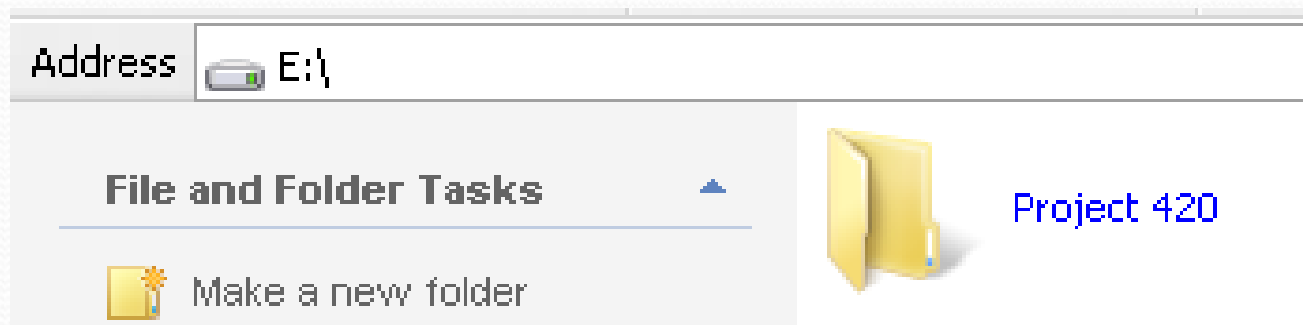 Address E:\
File and Folder Tasks
Project 420
Make a new folder